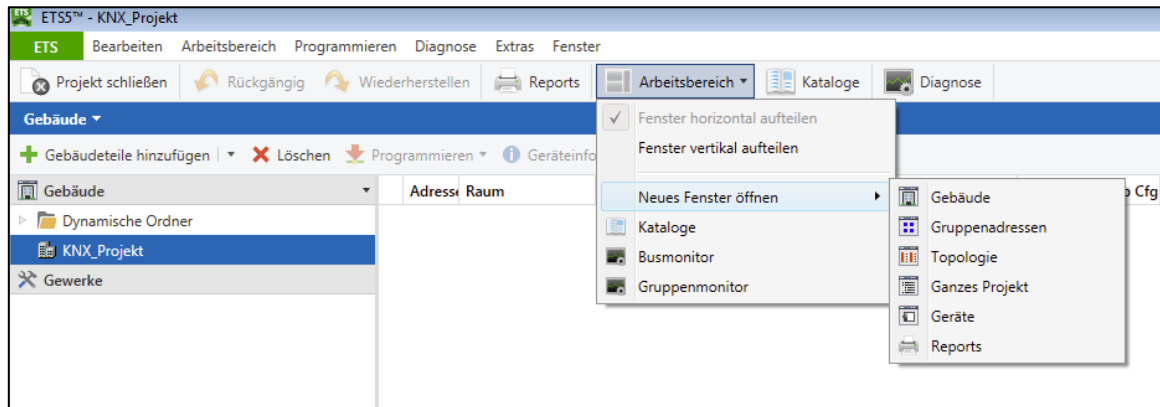 ETS5™ - KNX_Projekt
ETS Bearbeiten Arbeitsbereich Programmieren Diagnose Extras Fenster
Projekt schließen Rückgängig Wiederherstellen Reports Arbeitsbereich Kataloge Diagnose
Gebäude
Gebäudeteile hinzufügen Löschen Programmieren Geräteinfo
Gebäude
Dynamische Ordner
KNX_Projekt
Gewerke
Adresse Raum Cfg
Fenster horizontal aufteilen
Fenster vertikal aufteilen
Neues Fenster öffnen
Kataloge
Busmonitor
Gruppenmonitor
Gebäude
Gruppenadressen
Topologie
Ganzes Projekt
Geräte
Reports